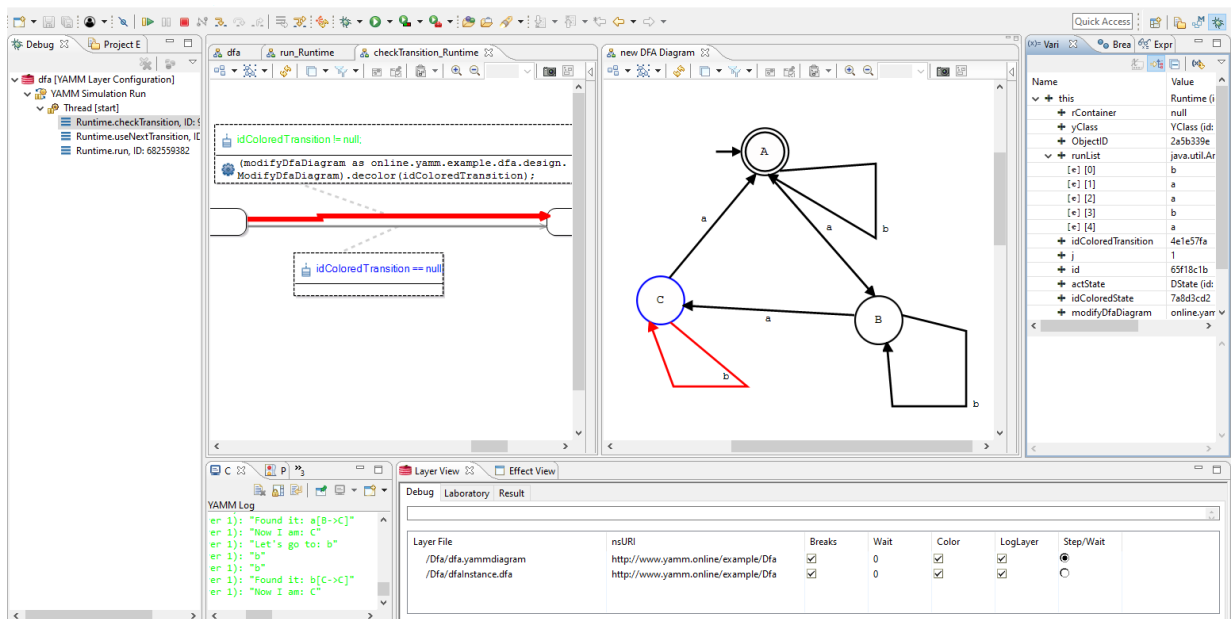 Quick Access
Debug
Project E
dfa [YAMM Layer Configuration]
YAMM Simulation Run
Thread [start]
Runtime.checkTransition, ID: 9
Runtime.useNextTransition, ID
Runtime.run, ID: 682559382
dfa
run_Runtime
checkTransition_Runtime
idColoredTransition != null;
(modifyDfaDiagram as online.yamm.example.dfa.design.
ModifyDfaDiagram).decolor(idColoredTransition);
idColoredTransition == null
new DFA Diagram
A
a
a
b
C
a
B
b
b
(x)= Vari
Brea
Expr
Name Value
this Runtime (i
rContainer null
yClass YClass (id:
ObjectID 2a5b339e
runList java.util.Ar
[e] [0] b
[e] [1] a
[e] [2] a
[e] [3] b
[e] [4] a
idColoredTransition 4e1e57fa
j 1
id 65f18c1b
actState DState (id:
idColoredState 7a8d3cd2
modifyDfaDiagram online.yam
C
P
»3
YAMM Log
er 1): "Found it: a[B->C]"
er 1): "Now I am: C"
er 1): "Let's go to: b"
er 1): "b"
er 1): "b"
er 1): "Found it: b[C->C]"
er 1): "Now I am: C"
Layer View
Effect View
Debug Laboratory Result
Layer File nsURI Breaks Wait Color LogLayer Step/Wait
/Dfa/dfa.yammdiagram http://www.yamm.online/example/Dfa 0
/Dfa/dfaInstance.dfa http://www.yamm.online/example/Dfa 0